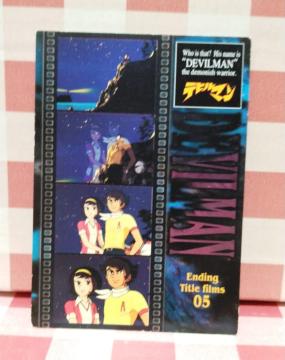 Who is that? His name is
"DEVILMAN"
the demonish warrior.
デビルマン
DEVILMAN
Ending
Title films
05
A
A